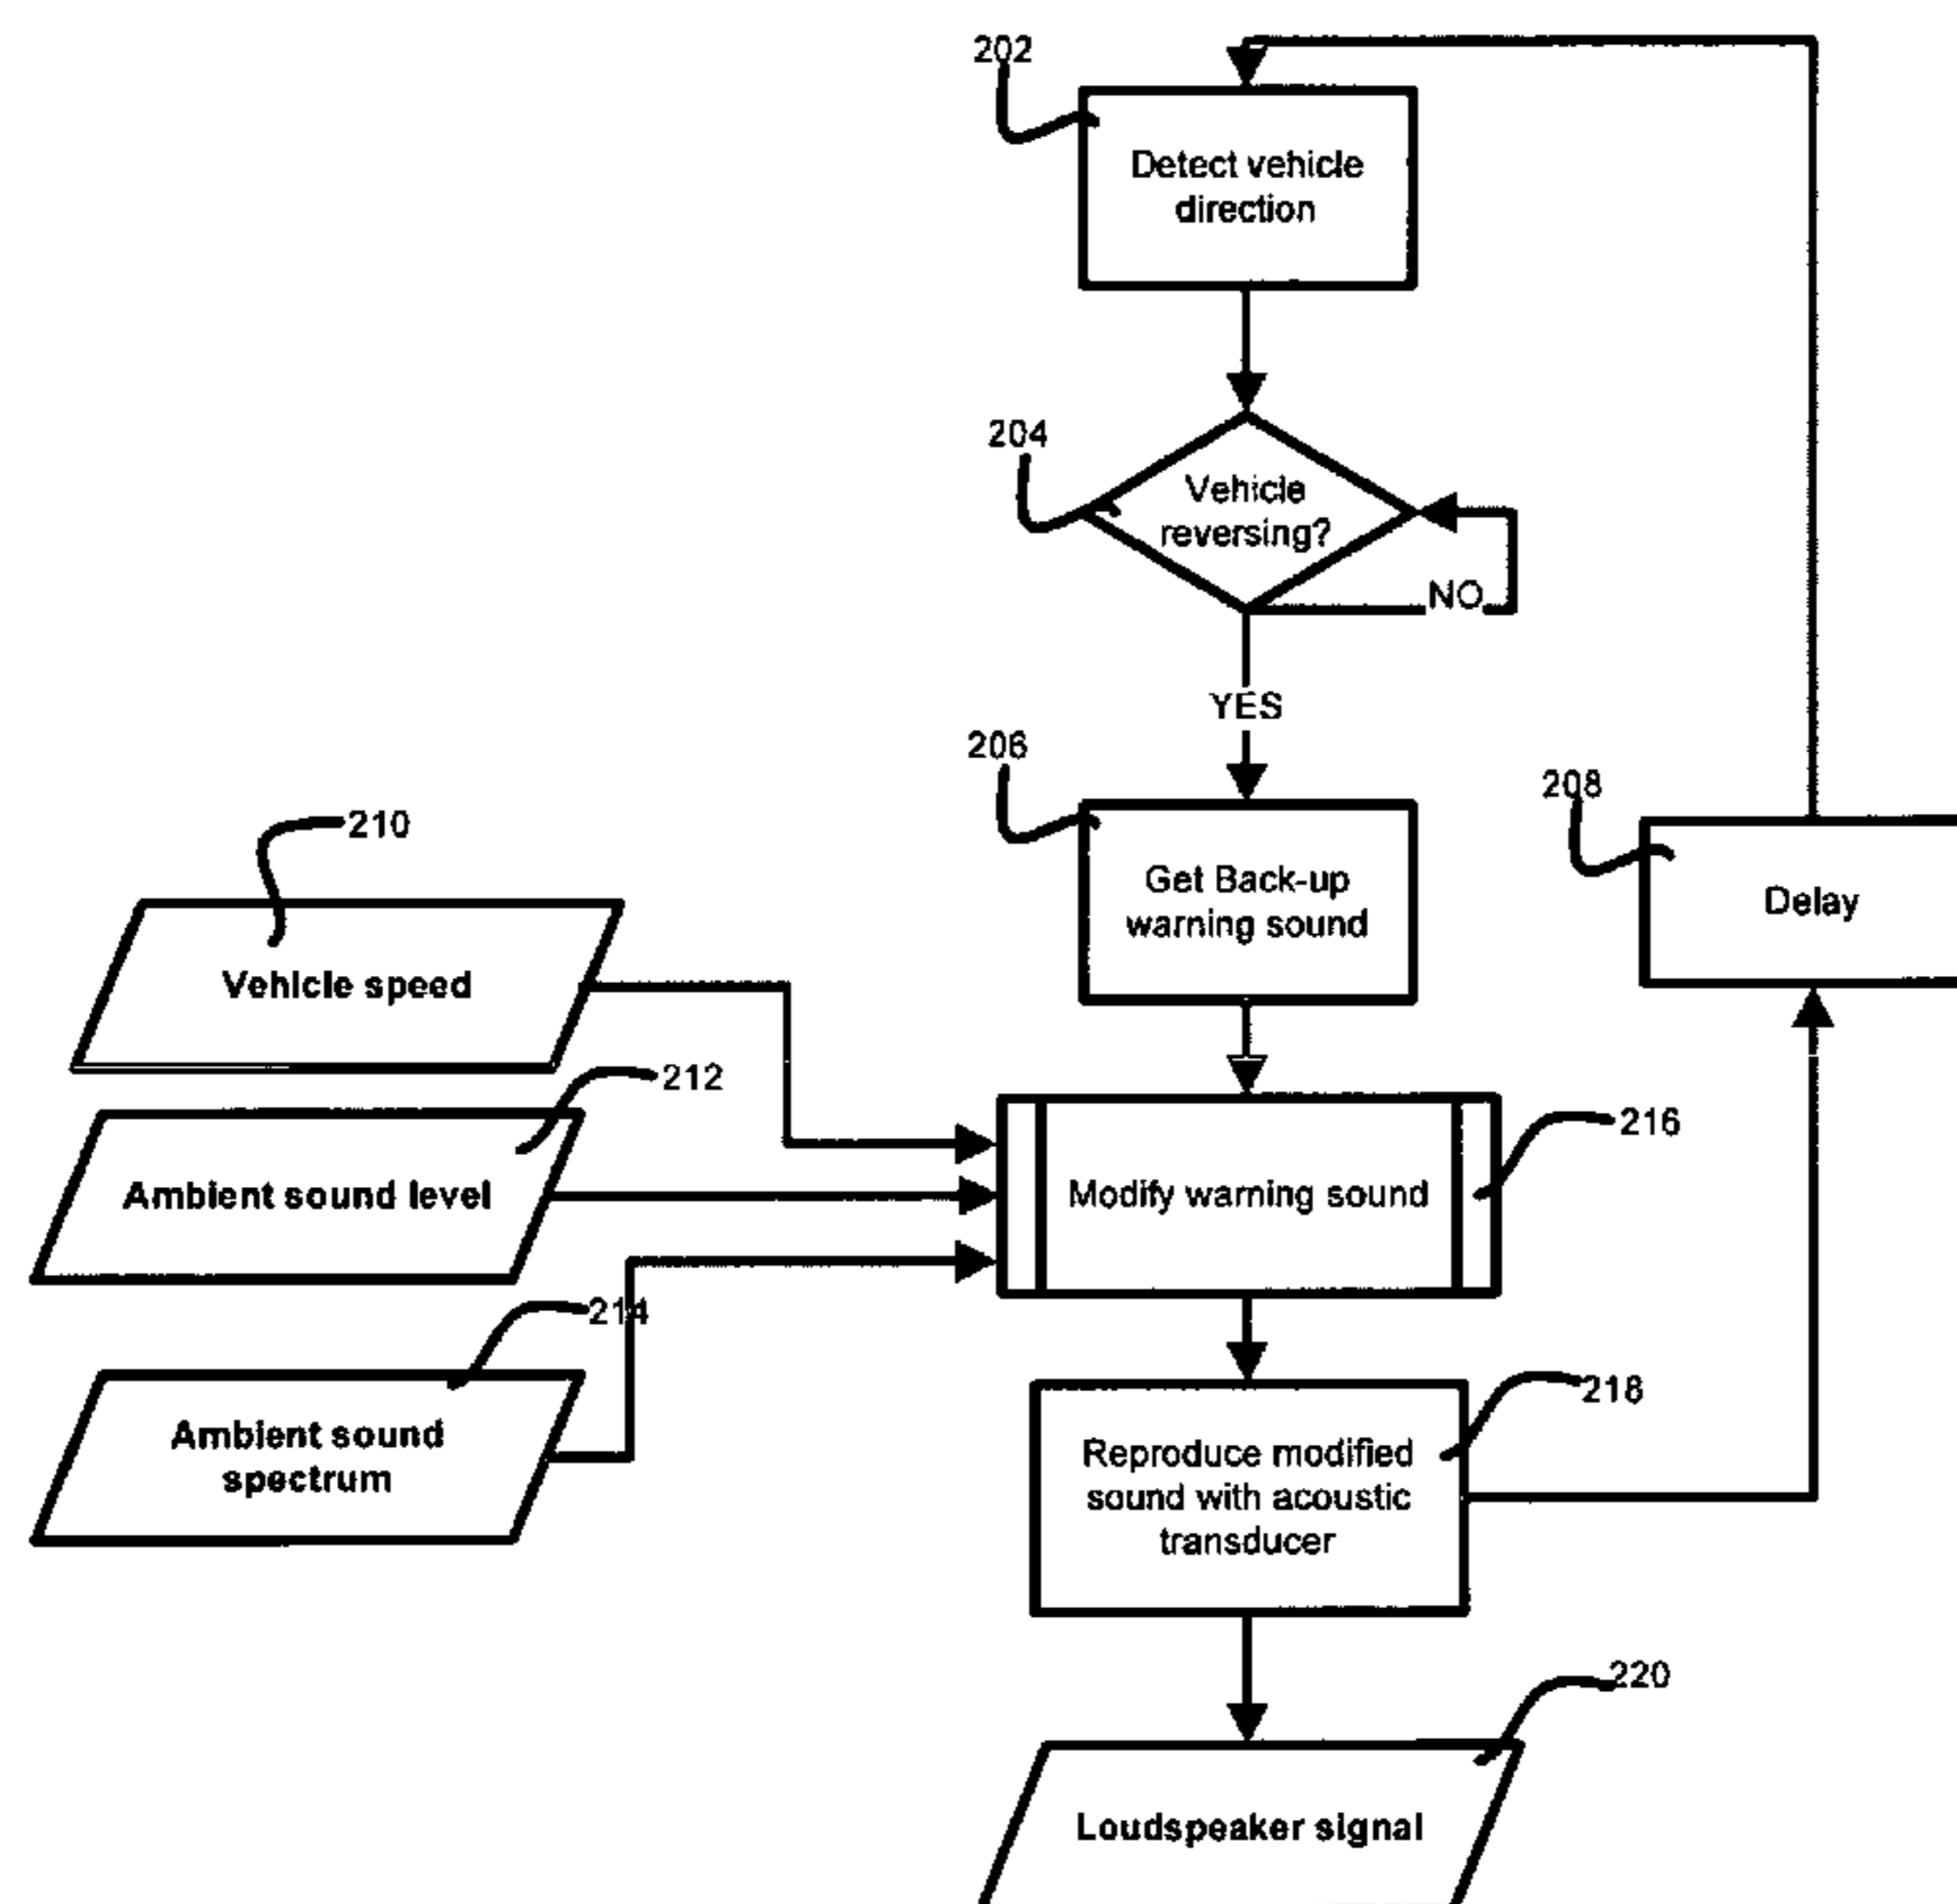 202
Detect vehicle
direction
204
Vehicle
reversing?
NO
YES
206
Get Back-up
warning sound
208
Delay
210
Vehicle speed
212
Ambient sound level
214
Ambient sound
spectrum
216
Modify warning sound
218
Reproduce modified
sound with acoustic
transducer
220
Loudspeaker signal